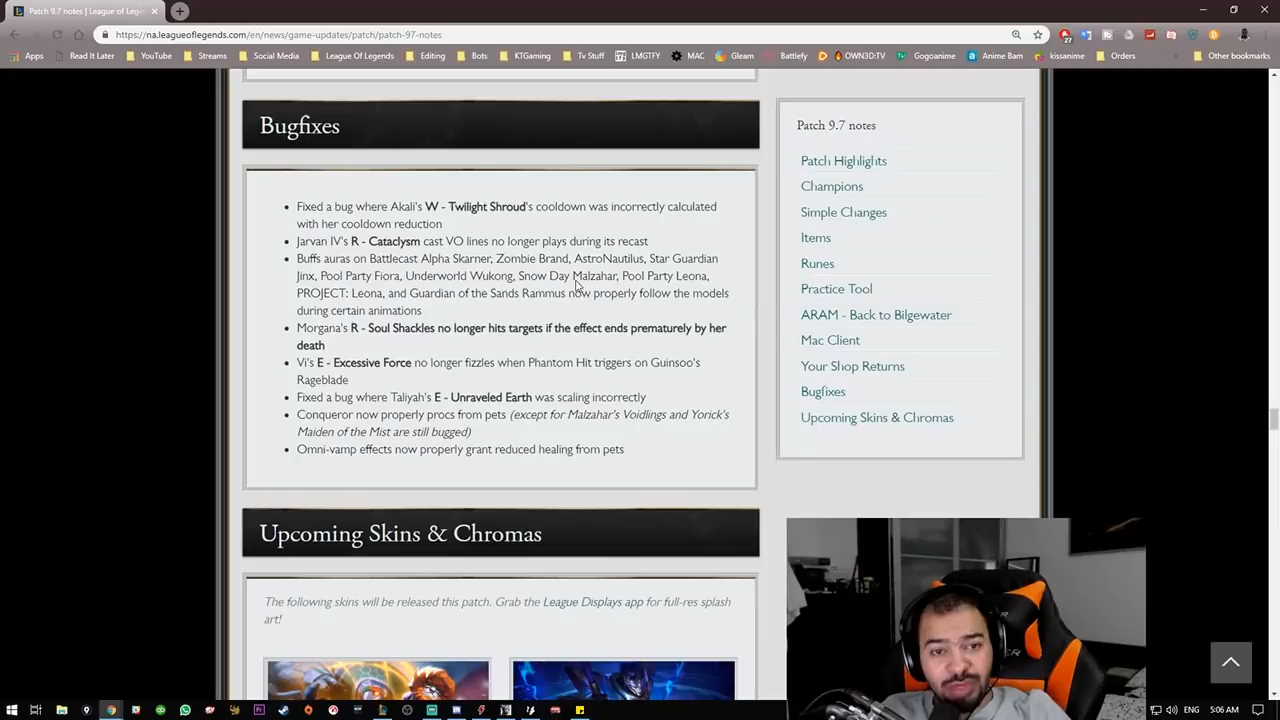 Patch 9.7 notes | League of Lege
https://na.leagueoflegends.com/en/news/game-updates/patch/patch-97-notes
27
Apps
Read It Later
YouTube
Streams
Social Media
League Of Legends
Editing
Bots
KTGaming
Tv Stuff
LMGTFY
MAC
Gleam
Battlefy
OWN3D:TV
Gogoanime
Anime Bam
kissanime
Orders
Other bookmarks
Bugfixes
Fixed a bug where Akali's W - Twilight Shroud's cooldown was incorrectly calculated
with her cooldown reduction
Jarvan IV's R - Cataclysm cast VO lines no longer plays during its recast
Buffs auras on Battlecast Alpha Skarner, Zombie Brand, AstroNautilus, Star Guardian
Jinx, Pool Party Fiora, Underworld Wukong, Snow Day Malzahar, Pool Party Leona,
PROJECT: Leona, and Guardian of the Sands Rammus now properly follow the models
during certain animations
Morgana's R - Soul Shackles no longer hits targets if the effect ends prematurely by her
death
Vi's E - Excessive Force no longer fizzles when Phantom Hit triggers on Guinsoo's
Rageblade
Fixed a bug where Taliyah's E - Unraveled Earth was scaling incorrectly
Conqueror now properly procs from pets (except for Malzahar's Voidlings and Yorick's
Maiden of the Mist are still bugged)
Omni-vamp effects now properly grant reduced healing from pets
Upcoming Skins & Chromas
The following skins will be released this patch. Grab the League Displays app for full-res splash
art!
Patch 9.7 notes
Patch Highlights
Champions
Simple Changes
Items
Runes
Practice Tool
ARAM - Back to Bilgewater
Mac Client
Your Shop Returns
Bugfixes
Upcoming Skins & Chromas
ENG
5:06 AM